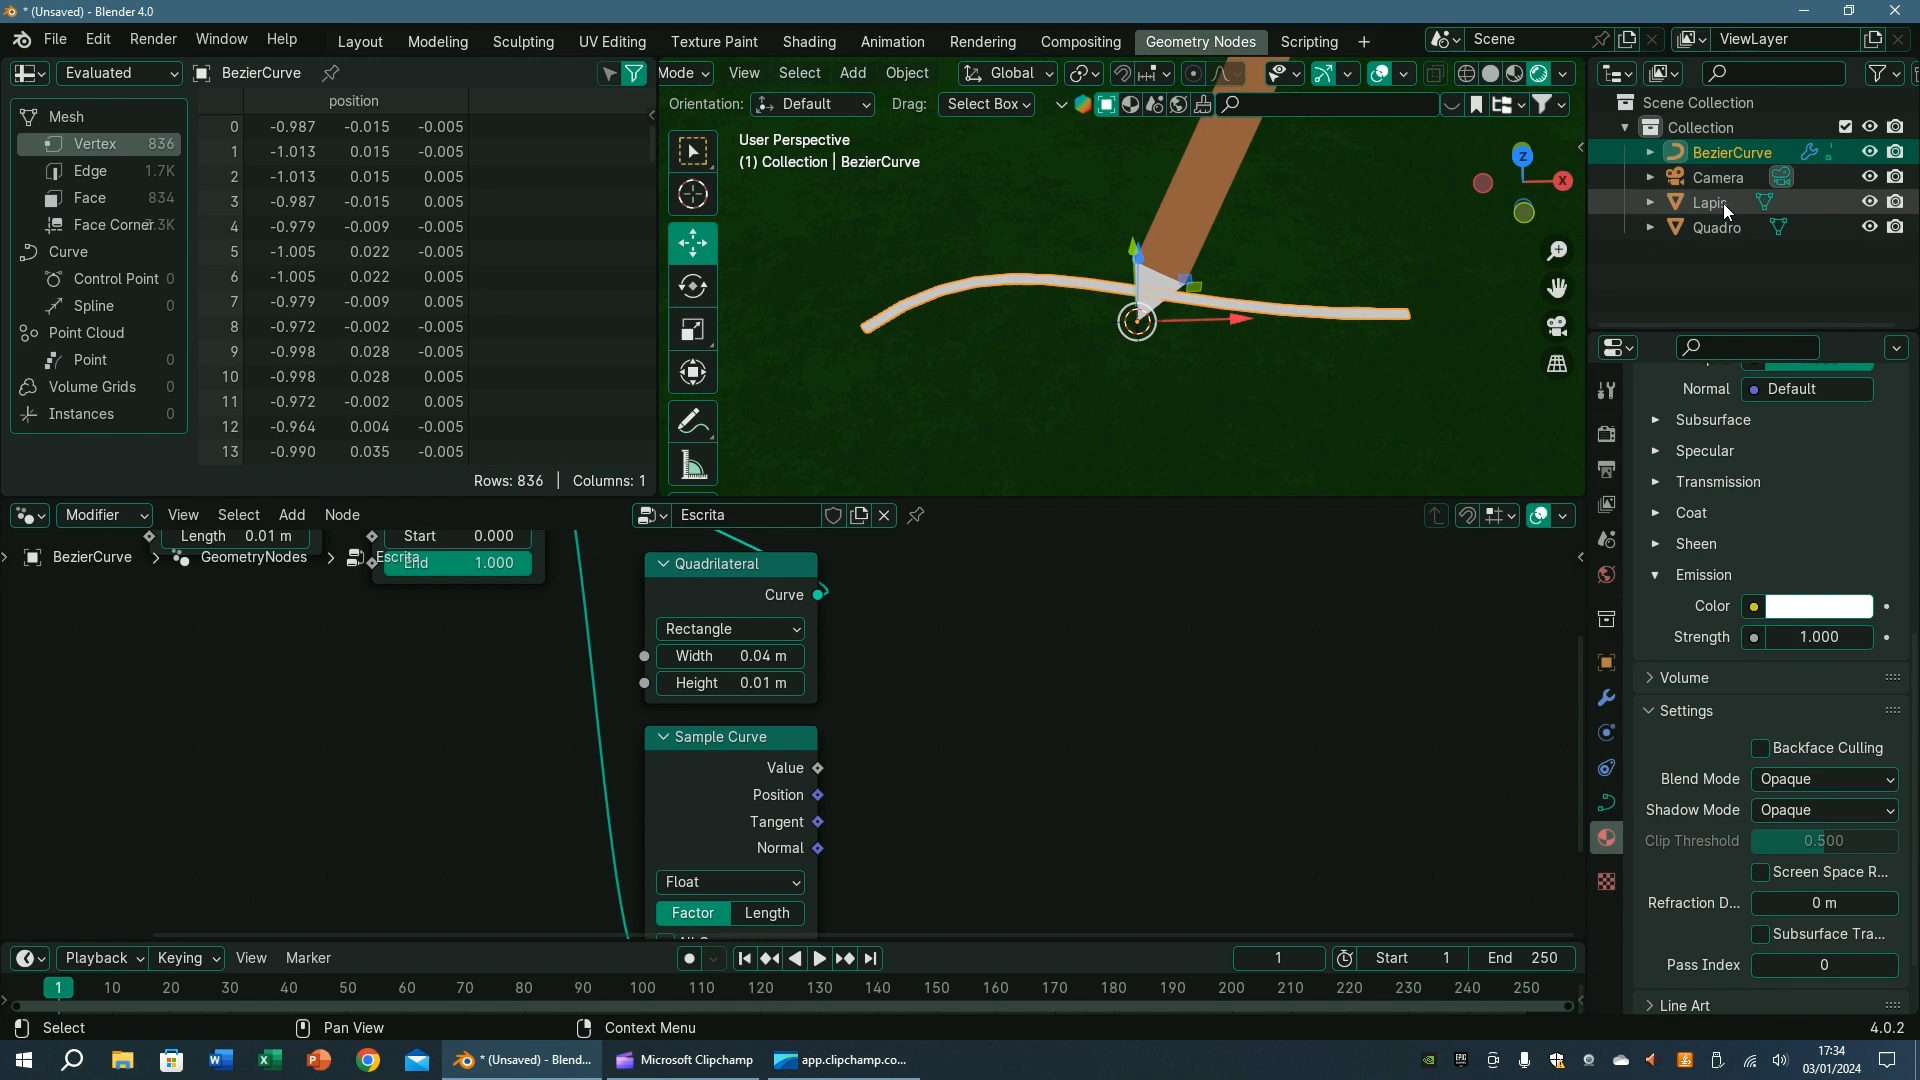 * (Unsaved) - Blender 4.0
File Edit Render Window Help Layout Modeling Sculpting UV Editing Texture Paint Shading Animation Rendering Compositing Geometry Nodes Scripting + Scene ViewLayer
Evaluated BezierCurve Mode View Select Add Object Global
Orientation: Default Drag: Select Box
Mesh
Vertex 836
Edge 1.7K
Face 834
Face Corner 7.3K
Curve
Control Point 0
Spline 0
Point Cloud
Point 0
Volume Grids 0
Instances 0
position
0 -0.987 -0.015 -0.005
1 -1.013 0.015 -0.005
2 -1.013 0.015 0.005
3 -0.987 -0.015 0.005
4 -0.979 -0.009 -0.005
5 -1.005 0.022 -0.005
6 -1.005 0.022 0.005
7 -0.979 -0.009 0.005
8 -0.972 -0.002 -0.005
9 -0.998 0.028 -0.005
10 -0.998 0.028 0.005
11 -0.972 -0.002 0.005
12 -0.964 0.004 -0.005
13 -0.990 0.035 -0.005
Rows: 836 | Columns: 1
User Perspective
(1) Collection | BezierCurve
Z
X
Scene Collection
Collection
BezierCurve
Camera
Lapis
Quadro
Normal Default
Subsurface
Specular
Transmission
Coat
Sheen
Emission
Color
Strength 1.000
Volume
Settings
Backface Culling
Blend Mode Opaque
Shadow Mode Opaque
Clip Threshold 0.500
Screen Space R...
Refraction D... 0 m
Subsurface Tra...
Pass Index 0
Line Art
Modifier View Select Add Node Escrita
Length 0.01 m Start 0.000
BezierCurve > GeometryNodes > Escrita
End 1.000
Quadrilateral
Curve
Rectangle
Width 0.04 m
Height 0.01 m
Sample Curve
Value
Position
Tangent
Normal
Float
Factor Length
Playback Keying View Marker 1 Start 1 End 250
1 10 20 30 40 50 60 70 80 90 100 110 120 130 140 150 160 170 180 190 200 210 220 230 240 250
Select Pan View Context Menu 4.0.2
* (Unsaved) - Blend... Microsoft Clipchamp app.clipchamp.co...
17:34
03/01/2024